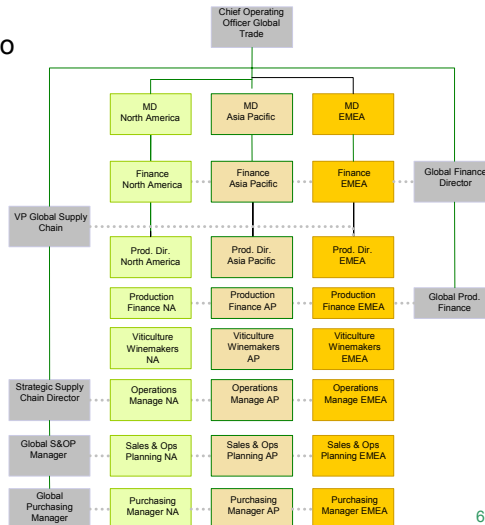 Chief Operating
Officer Global
Trade
o
MD
North America
MD
Asia Pacific
MD
EMEA
Finance
North America
Finance
Asia Pacific
Finance
EMEA
Global Finance
Director
VP Global Supply
Chain
Prod. Dir.
North America
Prod. Dir.
Asia Pacific
Prod. Dir.
EMEA
Production
Finance NA
Production
Finance AP
Production
Finance EMEA
Global Prod.
Finance
Viticulture
Winemakers
NA
Viticulture
Winemakers
AP
Viticulture
Winemakers
EMEA
Strategic Supply
Chain Director
Operations
Manage NA
Operations
Manage AP
Operations
Manage EMEA
Global S&OP
Manager
Sales & Ops
Planning NA
Sales & Ops
Planning AP
Sales & Ops
Planning EMEA
Global
Purchasing
Manager
Purchasing
Manager NA
Purchasing
Manager AP
Purchasing
Manager EMEA
6